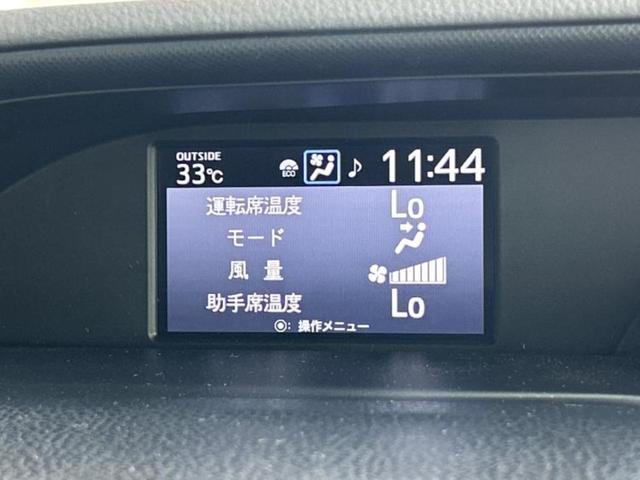 OUTSIDE
33℃ ECO 11:44
運転席温度 Lo
モード
風量
助手席温度 Lo
◉: 操作メニュー